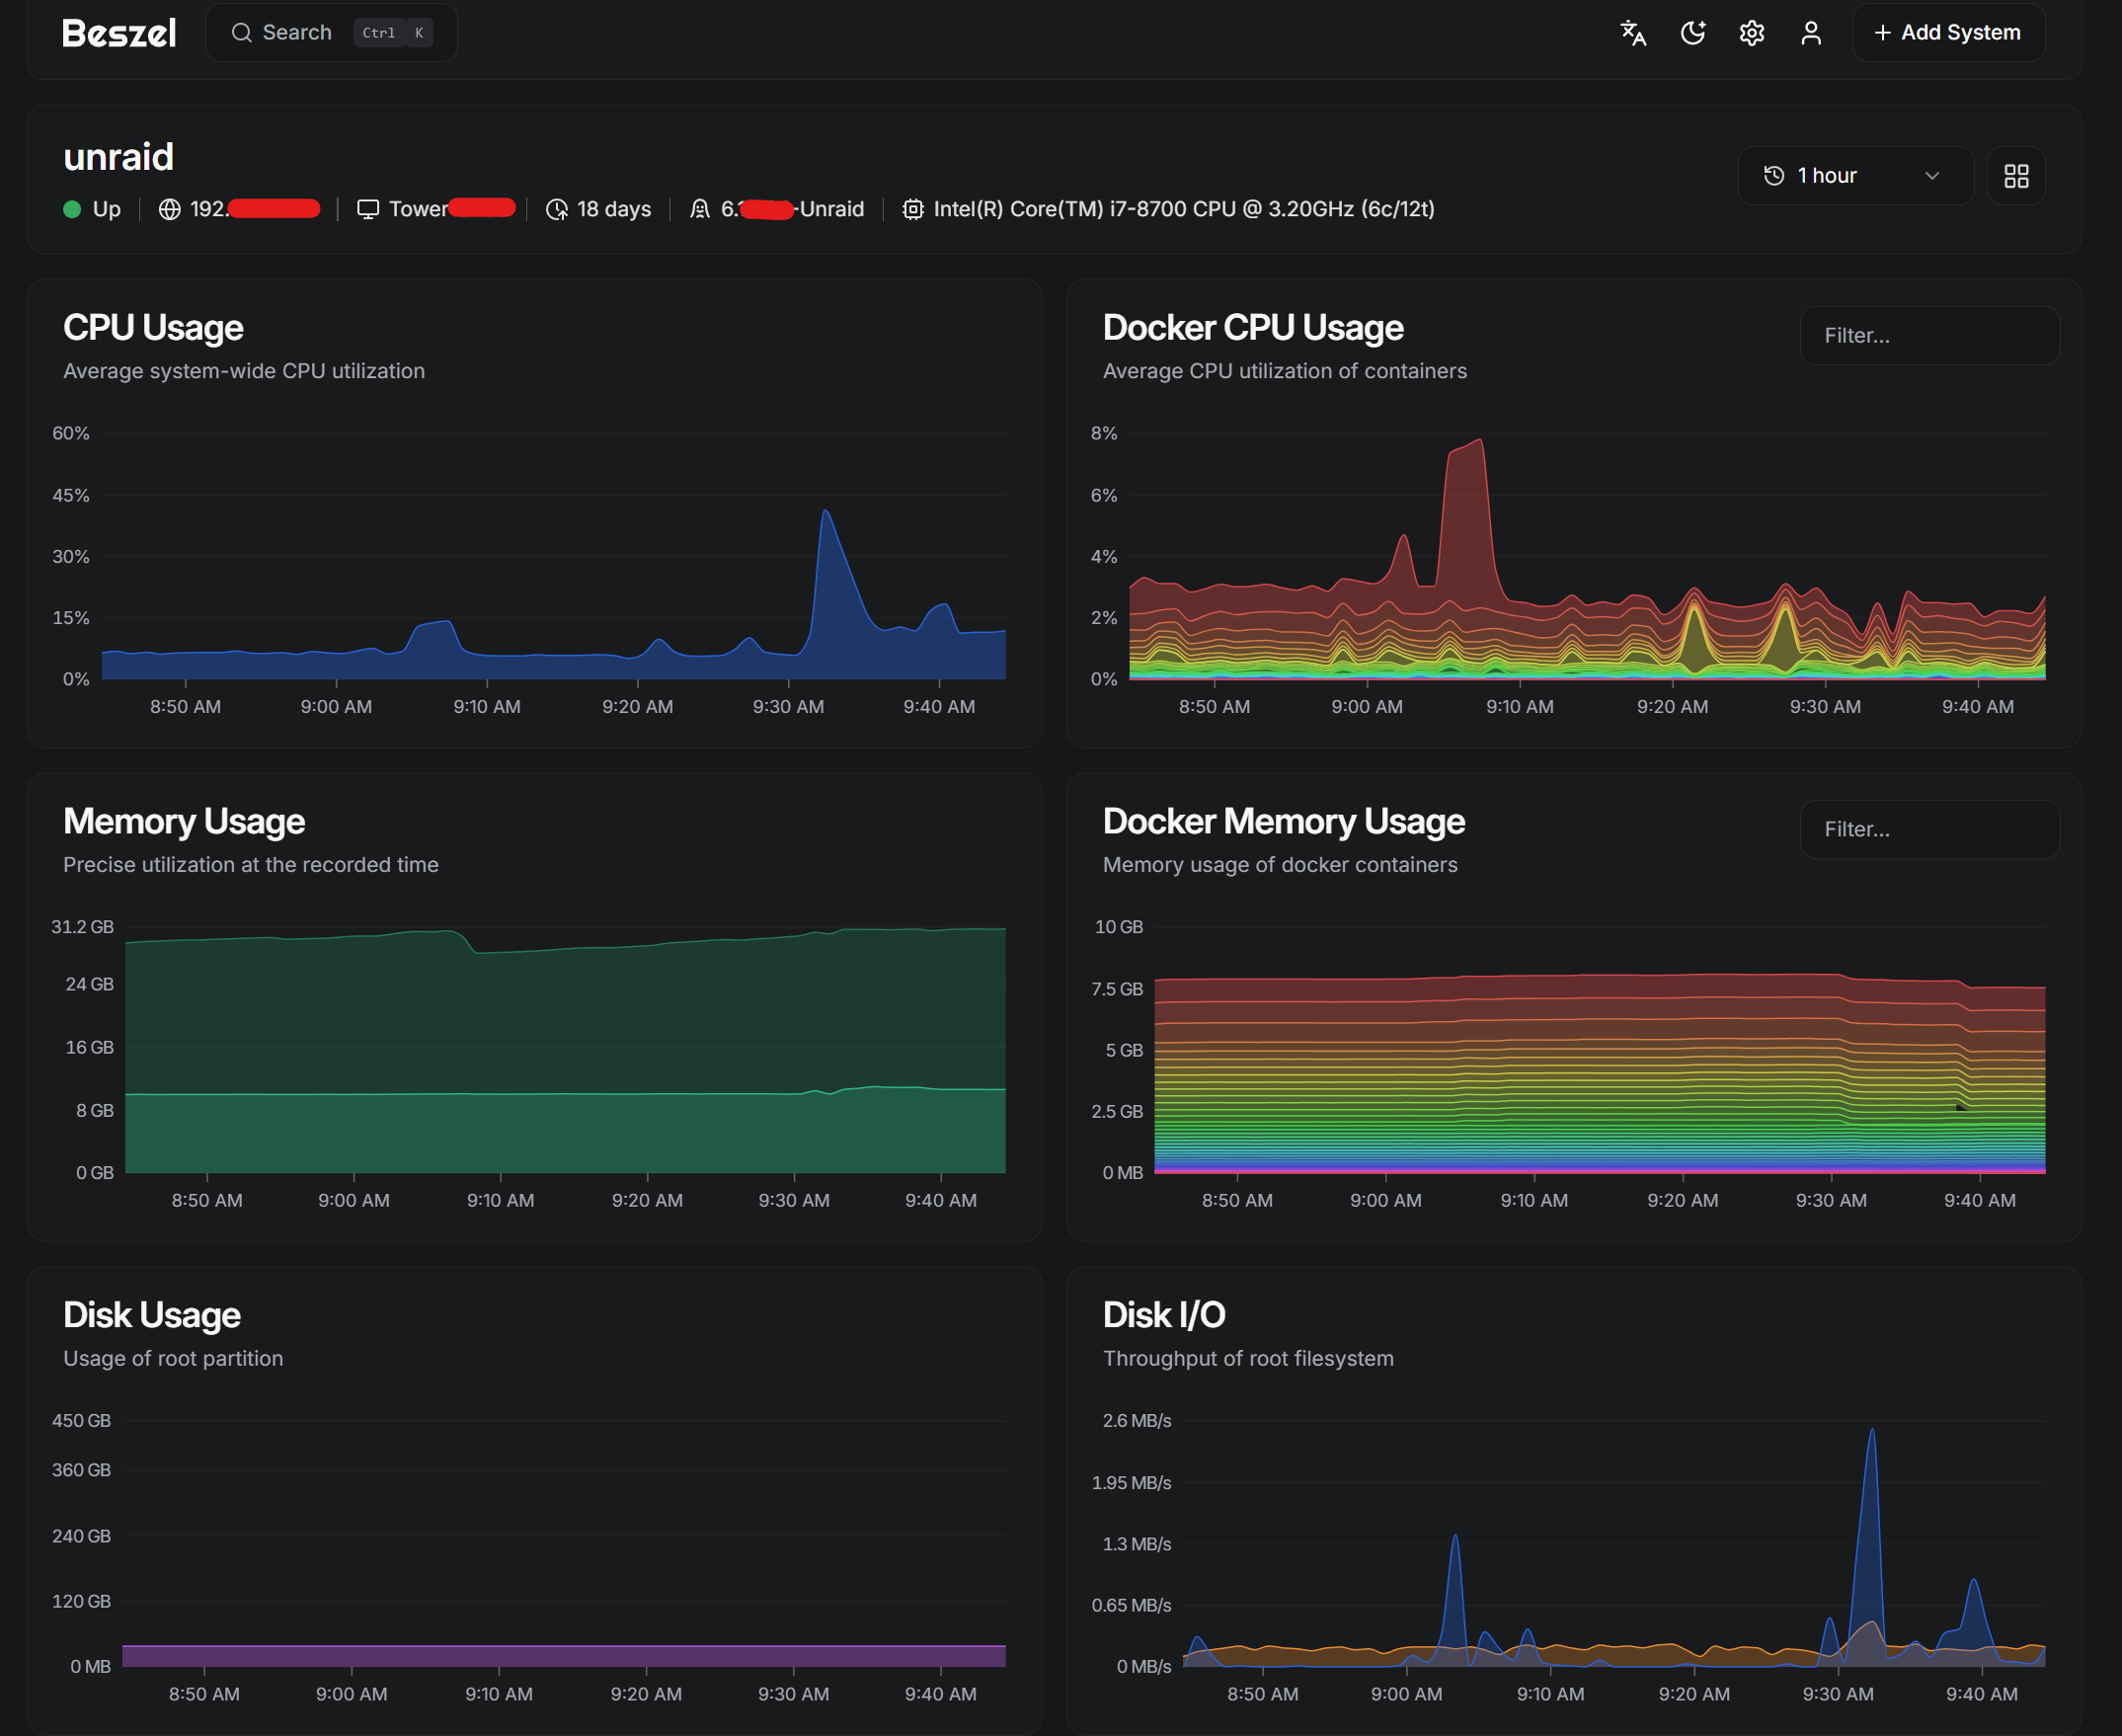 Beszel Search Ctrl K + Add System
unraid
Up 192. Tower 18 days 6. -Unraid Intel(R) Core(TM) i7-8700 CPU @ 3.20GHz (6c/12t)
1 hour
CPU Usage
Average system-wide CPU utilization
60%
45%
30%
15%
0%
8:50 AM 9:00 AM 9:10 AM 9:20 AM 9:30 AM 9:40 AM
Docker CPU Usage
Average CPU utilization of containers
Filter...
8%
6%
4%
2%
0%
8:50 AM 9:00 AM 9:10 AM 9:20 AM 9:30 AM 9:40 AM
Memory Usage
Precise utilization at the recorded time
31.2 GB
24 GB
16 GB
8 GB
0 GB
8:50 AM 9:00 AM 9:10 AM 9:20 AM 9:30 AM 9:40 AM
Docker Memory Usage
Memory usage of docker containers
Filter...
10 GB
7.5 GB
5 GB
2.5 GB
0 MB
8:50 AM 9:00 AM 9:10 AM 9:20 AM 9:30 AM 9:40 AM
Disk Usage
Usage of root partition
450 GB
360 GB
240 GB
120 GB
0 MB
8:50 AM 9:00 AM 9:10 AM 9:20 AM 9:30 AM 9:40 AM
Disk I/O
Throughput of root filesystem
2.6 MB/s
1.95 MB/s
1.3 MB/s
0.65 MB/s
0 MB/s
8:50 AM 9:00 AM 9:10 AM 9:20 AM 9:30 AM 9:40 AM